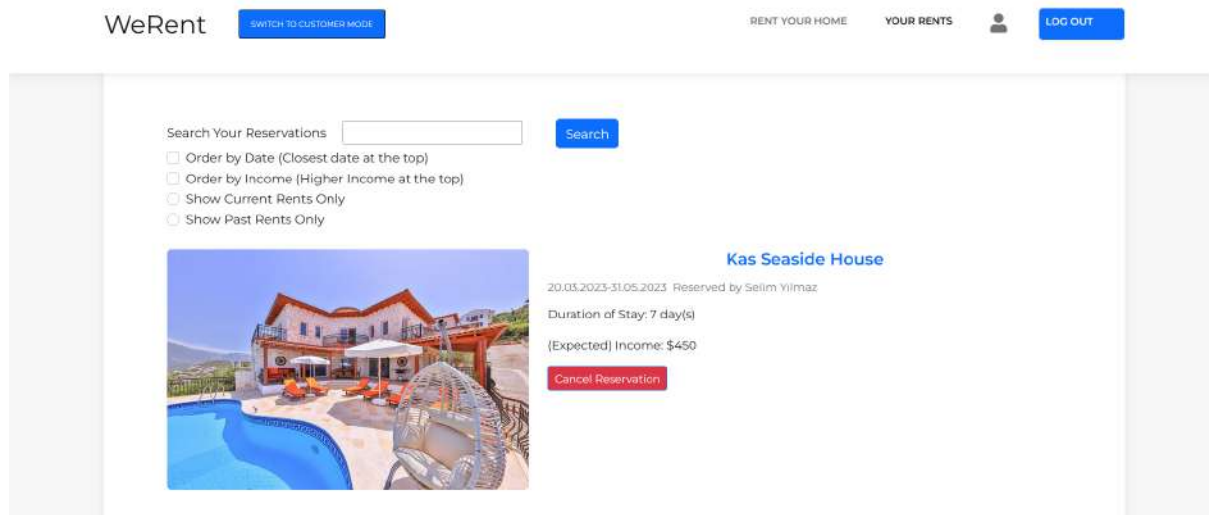 WeRent
SWITCH TO CUSTOMER MODE
RENT YOUR HOME
YOUR RENTS
LOG OUT
Search Your Reservations
Search
Order by Date (Closest date at the top)
Order by Income (Higher Income at the top)
Show Current Rents Only
Show Past Rents Only
Kas Seaside House
20.03.2023-31.05.2023 Reserved by Selim Yilmaz
Duration of Stay: 7 day(s)
(Expected) Income: $450
Cancel Reservation